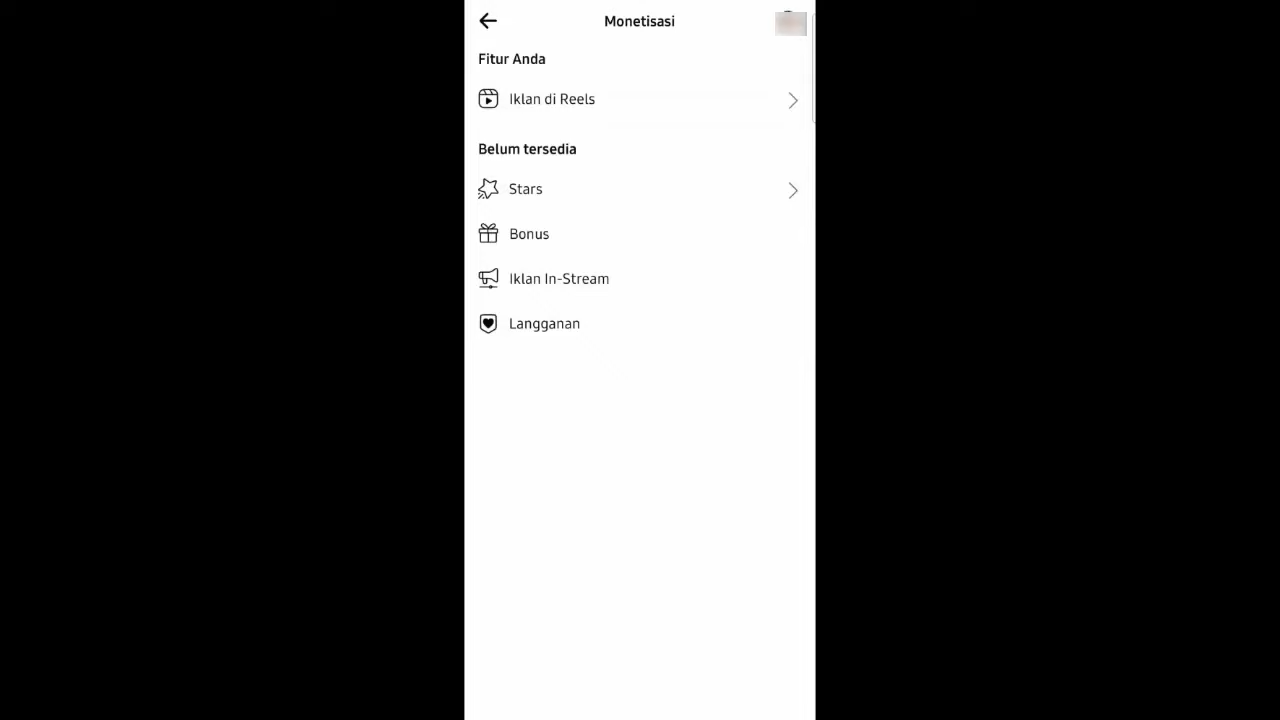 Monetisasi
Fitur Anda
Iklan di Reels
Belum tersedia
Stars
Bonus
Iklan In-Stream
Langganan